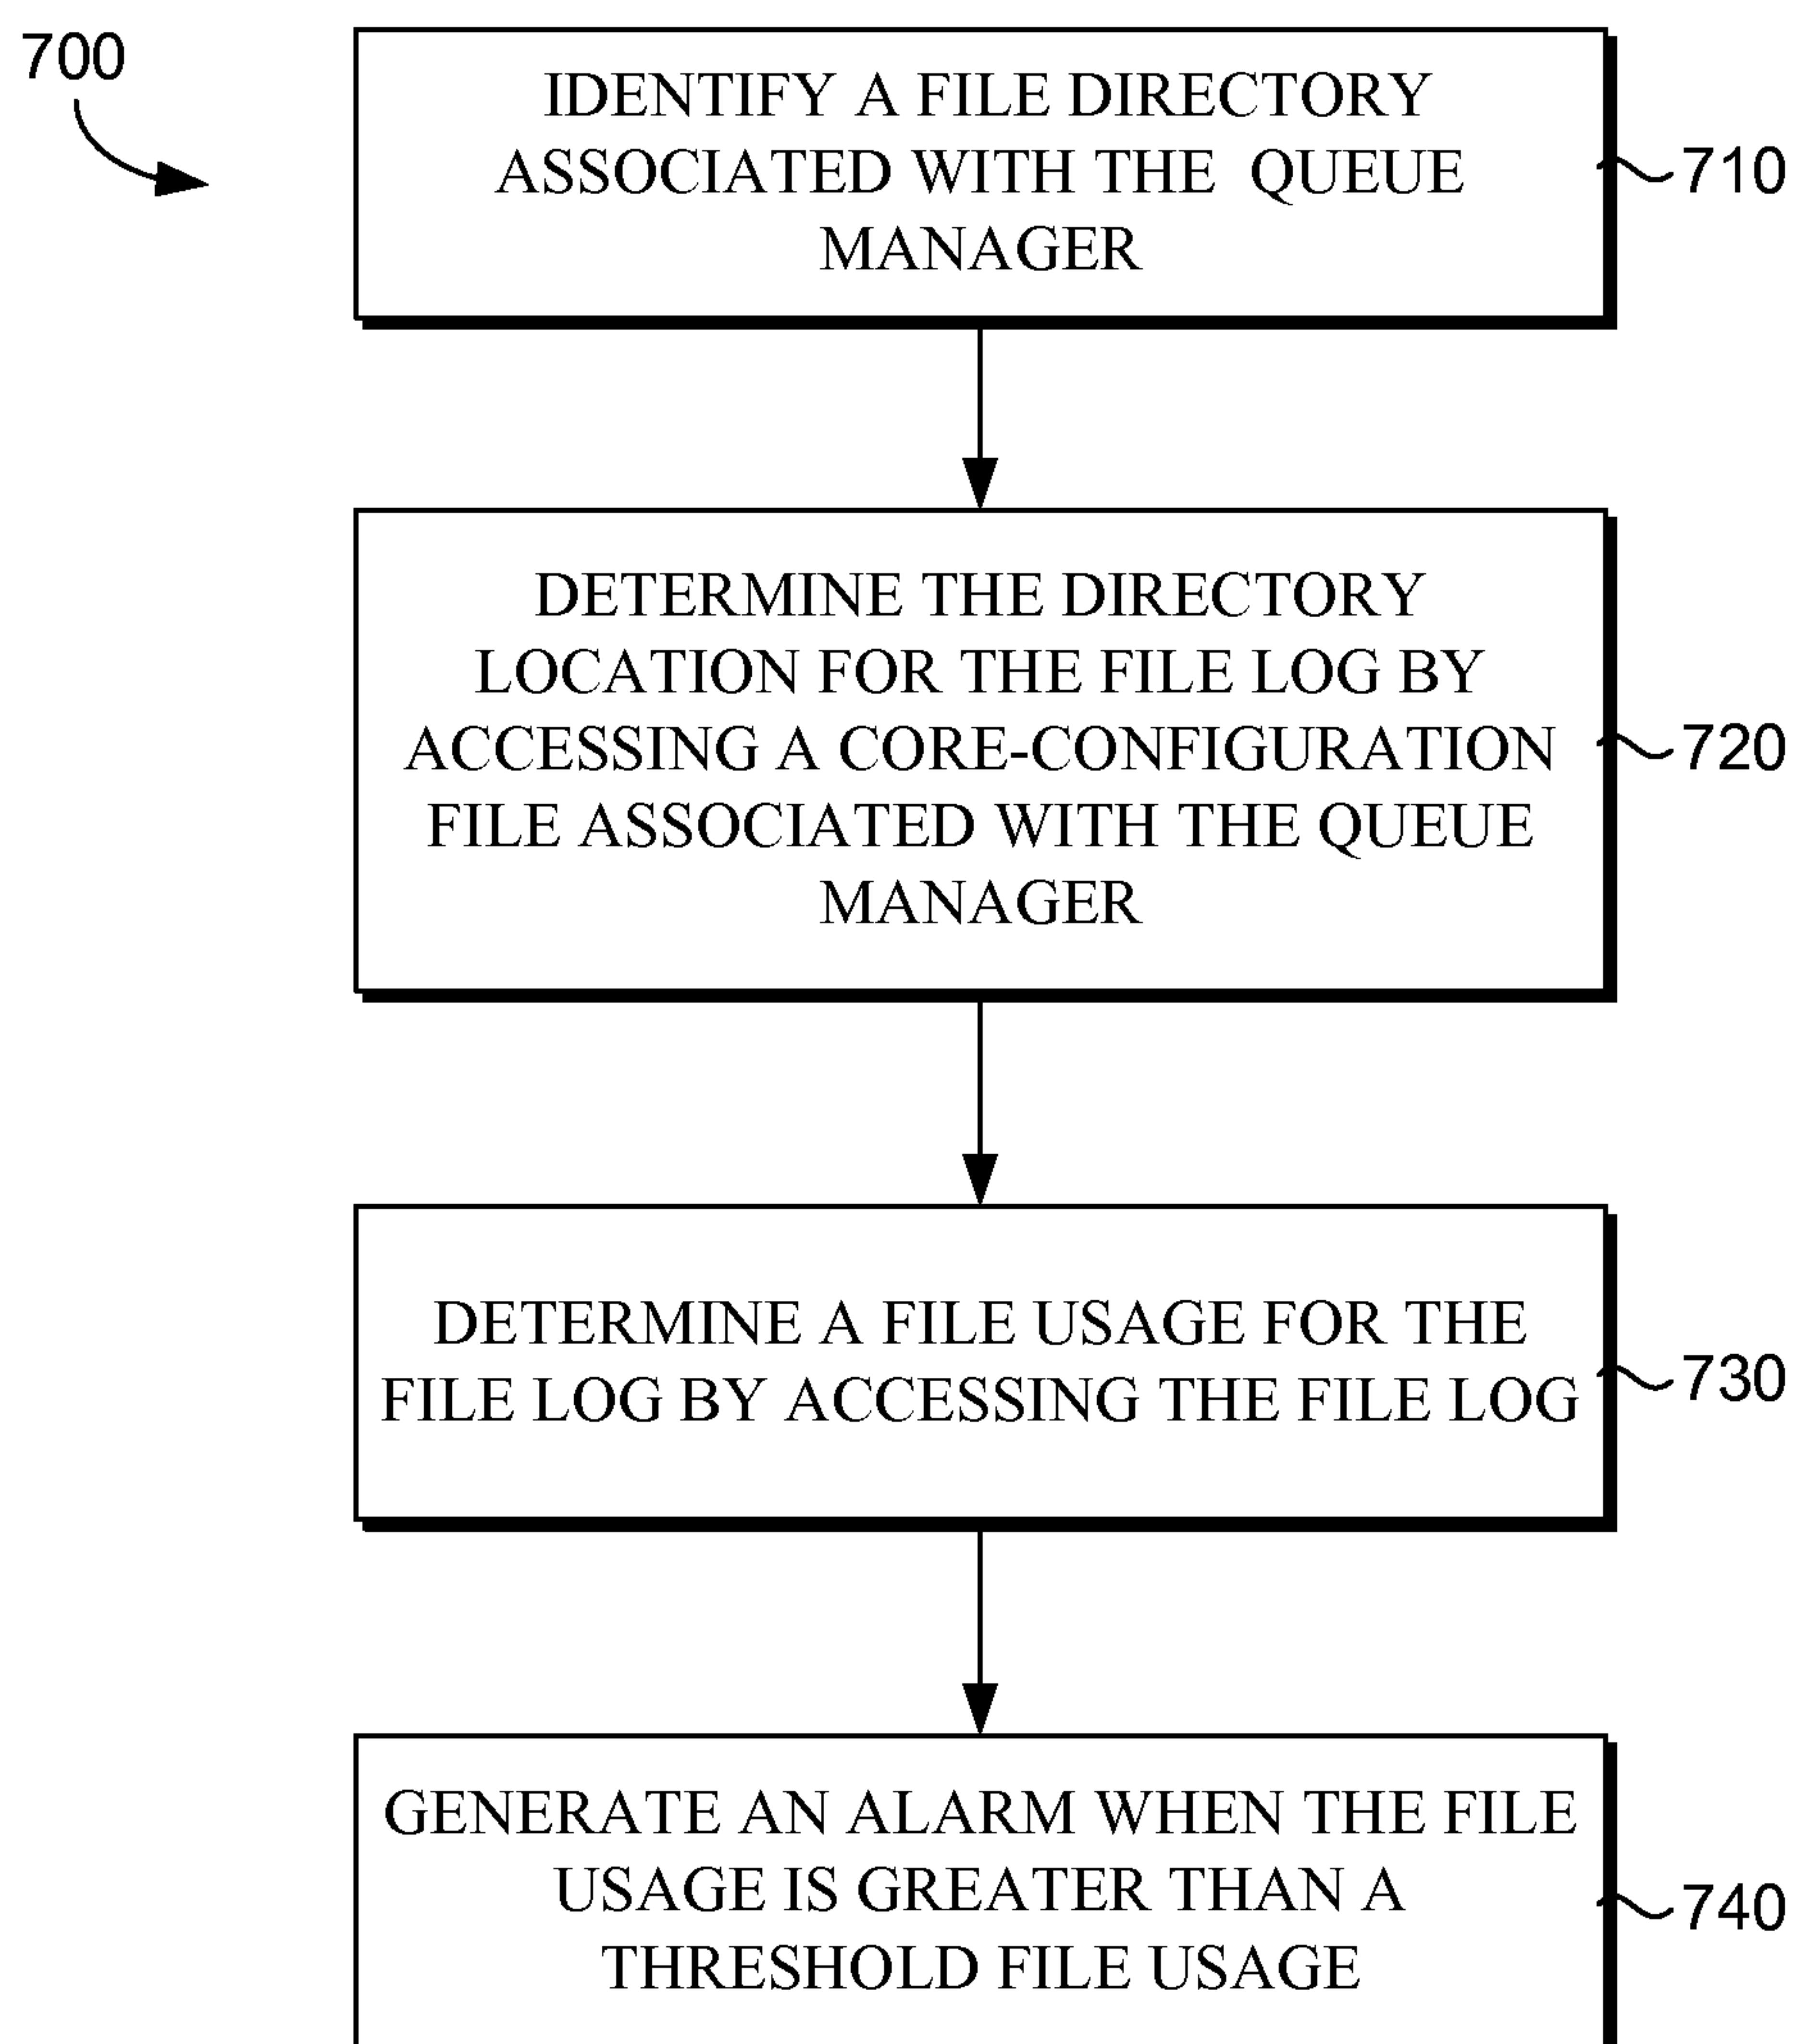 700
IDENTIFY A FILE DIRECTORY
ASSOCIATED WITH THE QUEUE
MANAGER
710
DETERMINE THE DIRECTORY
LOCATION FOR THE FILE LOG BY
ACCESSING A CORE-CONFIGURATION
FILE ASSOCIATED WITH THE QUEUE
MANAGER
720
DETERMINE A FILE USAGE FOR THE
FILE LOG BY ACCESSING THE FILE LOG
730
GENERATE AN ALARM WHEN THE FILE
USAGE IS GREATER THAN A
THRESHOLD FILE USAGE
740